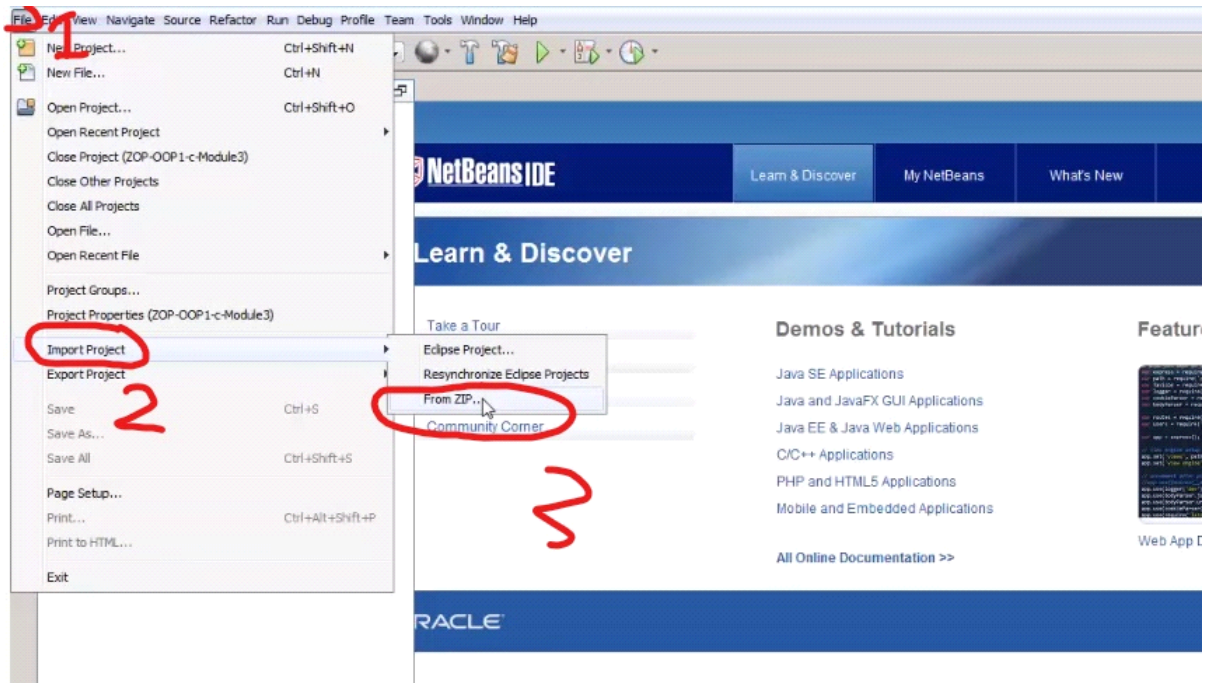 File Edit View Navigate Source Refactor Run Debug Profile Team Tools Window Help
1
New Project... Ctrl+Shift+N
New File... Ctrl+N
Open Project... Ctrl+Shift+O
Open Recent Project
Close Project (ZOP-OOP1-c-Module3)
Close Other Projects
Close All Projects
Open File...
Open Recent File
Project Groups...
Project Properties (ZOP-OOP1-c-Module3)
Import Project
Export Project
2
Save Ctrl+S
Save As...
Save All Ctrl+Shift+S
Page Setup...
Print... Ctrl+Alt+Shift+P
Print to HTML...
Exit
Eclipse Project...
Resynchronize Eclipse Projects
From ZIP...
3
NetBeans IDE
Learn & Discover My NetBeans What's New
Learn & Discover
Take a Tour
Community Corner
Demos & Tutorials
Java SE Applications
Java and JavaFX GUI Applications
Java EE & Java Web Applications
C/C++ Applications
PHP and HTML5 Applications
Mobile and Embedded Applications
All Online Documentation >>
Featur
Web App D
RACLE